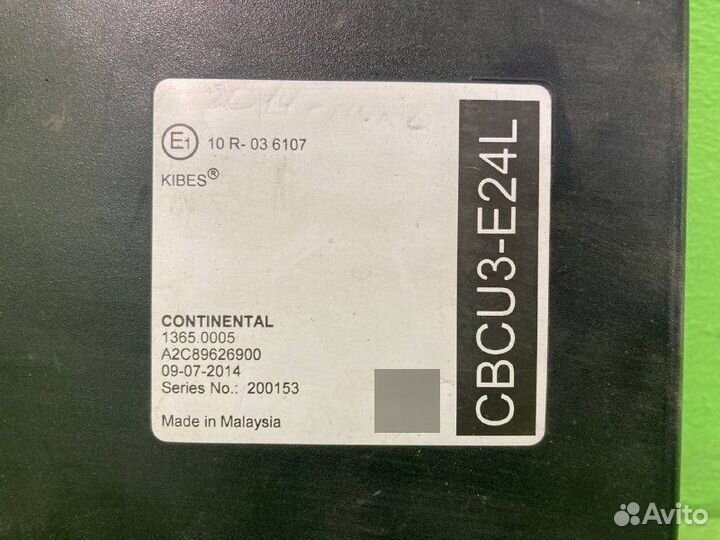 E1 10 R- 03 6107
KIBES®
CONTINENTAL
1365.0005
A2C89626900
09-07-2014
Series No.: 200153
Made in Malaysia
CBCU3-E24L
Avito